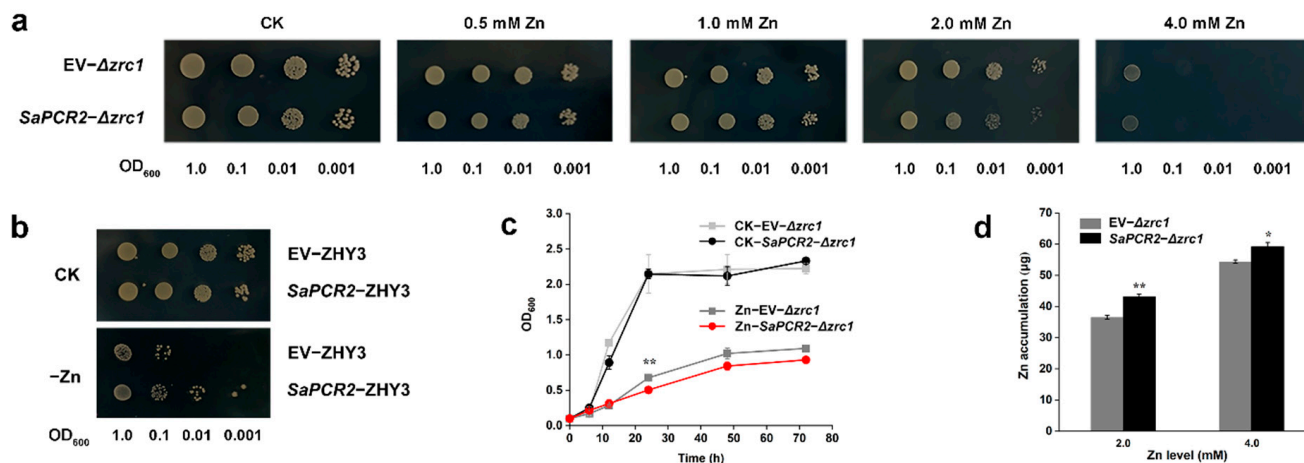 a
CK 0.5 mM Zn 1.0 mM Zn 2.0 mM Zn 4.0 mM Zn
EV−Δzrc1
SaPCR2−Δzrc1
OD600 1.0 0.1 0.01 0.001 1.0 0.1 0.01 0.001 1.0 0.1 0.01 0.001 1.0 0.1 0.01 0.001 1.0 0.1 0.01 0.001
b
CK
EV−ZHY3
SaPCR2−ZHY3
−Zn
EV−ZHY3
SaPCR2−ZHY3
OD600 1.0 0.1 0.01 0.001
c
3.0
2.5
2.0
1.5
1.0
0.5
0.0
OD600
CK−EV−Δzrc1
CK−SaPCR2−Δzrc1
Zn−EV−Δzrc1
Zn−SaPCR2−Δzrc1
**
0 10 20 30 40 50 60 70 80
Time (h)
d
70
60
50
40
30
20
10
0
Zn accumulation (µg)
EV−Δzrc1
SaPCR2−Δzrc1
**
*
2.0 4.0
Zn level (mM)